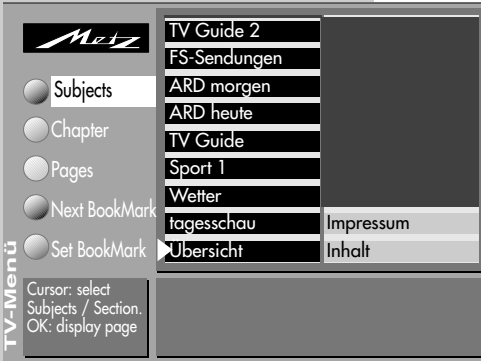 Metz
Subjects
Chapter
Pages
Next BookMark
Set BookMark
TV Guide 2
FS-Sendungen
ARD morgen
ARD heute
TV Guide
Sport 1
Wetter
tagesschau
Übersicht
Impressum
Inhalt
TV-Menü
Cursor: select
Subjects / Section.
OK: display page